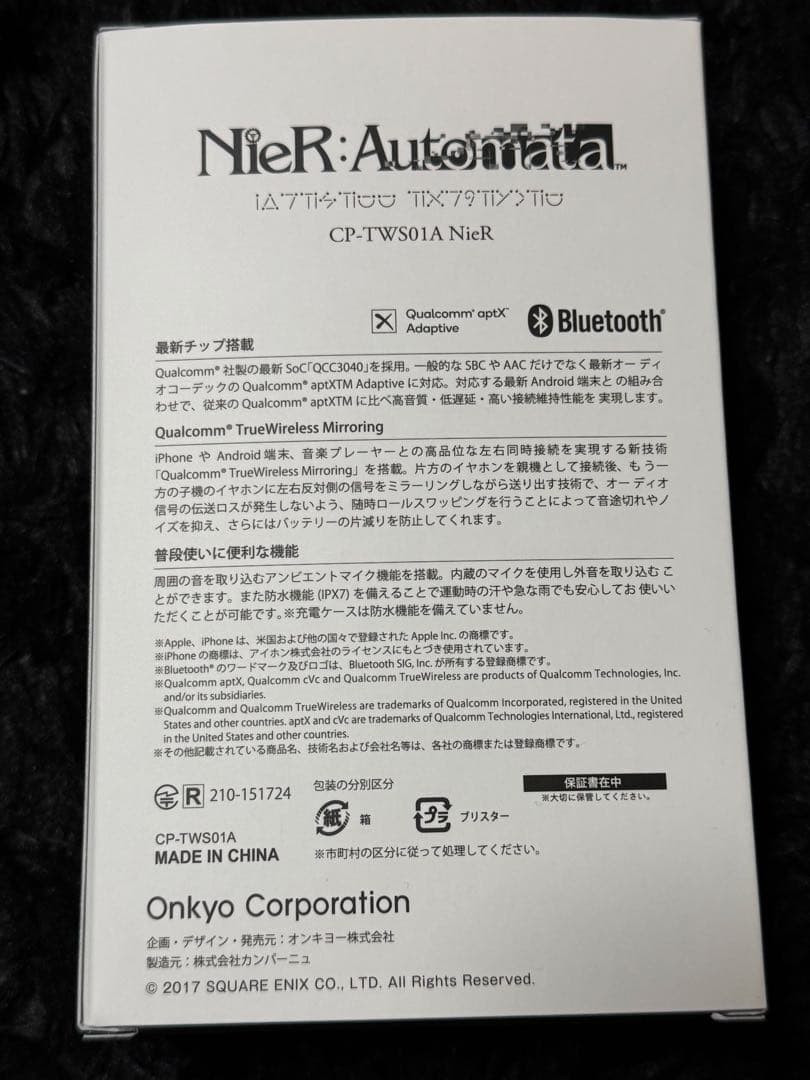 NieR:Automata™
CP-TWS01A NieR
Qualcomm® aptX™
Adaptive
Bluetooth®
最新チップ搭載
Qualcomm® 社製の最新 SoC「QCC3040」を採用。一般的な SBC や AAC だけでなく最新オー ディ
オコーデックの Qualcomm® aptXTM Adaptive に対応。対応する最新 Android 端末と の組み合
わせで、従来の Qualcomm® aptXTM に比べ高音質・低遅延・高い接続維持性能を 実現します。
Qualcomm® TrueWireless Mirroring
iPhone や Android 端末、音楽プレーヤーとの高品位な左右同時接続を実現する新技術
「Qualcomm® TrueWireless Mirroring」を搭載。片方のイヤホンを親機として接続後、も う一
方の子機のイヤホンに左右反対側の信号をミラーリングしながら送り出す技術で、オー ディオ
信号の伝送ロスが発生しないよう、随時ロールスワッピングを行うことによって音途切れやノ
イズを抑え、さらにはバッテリーの片減りを防止してくれます。
普段使いに便利な機能
周囲の音を取り込むアンビエントマイク機能を搭載。内蔵のマイクを使用し外音を取り込む こ
とができます。また防水機能 (IPX7) を備えることで運動時の汗や急な雨でも安心してお 使いい
ただくことが可能です。※充電ケースは防水機能を備えていません。
※Apple、iPhone は、米国および他の国々で登録された Apple Inc. の商標です。
※iPhone の商標は、アイホン株式会社のライセンスにもとづき使用されています。
※Bluetooth® のワードマーク及びロゴは、Bluetooth SIG, Inc. が所有する登録商標です。
※Qualcomm aptX, Qualcomm cVc and Qualcomm TrueWireless are products of Qualcomm Technologies, Inc.
and/or its subsidiaries.
※Qualcomm and Qualcomm TrueWireless are trademarks of Qualcomm Incorporated, registered in the United
States and other countries. aptX and cVc are trademarks of Qualcomm Technologies International, Ltd., registered
in the United States and other countries.
※その他記載されている商品名、技術名および会社名等は、各社の商標または登録商標です。
R 210-151724
包装の分別区分
紙 箱
プラ ブリスター
※市町村の区分に従って処理してください。
保証書在中
※大切に保管してください。
CP-TWS01A
MADE IN CHINA
Onkyo Corporation
企画・デザイン・発売元：オンキヨー株式会社
製造元：株式会社カンパーニュ
© 2017 SQUARE ENIX CO., LTD. All Rights Reserved.